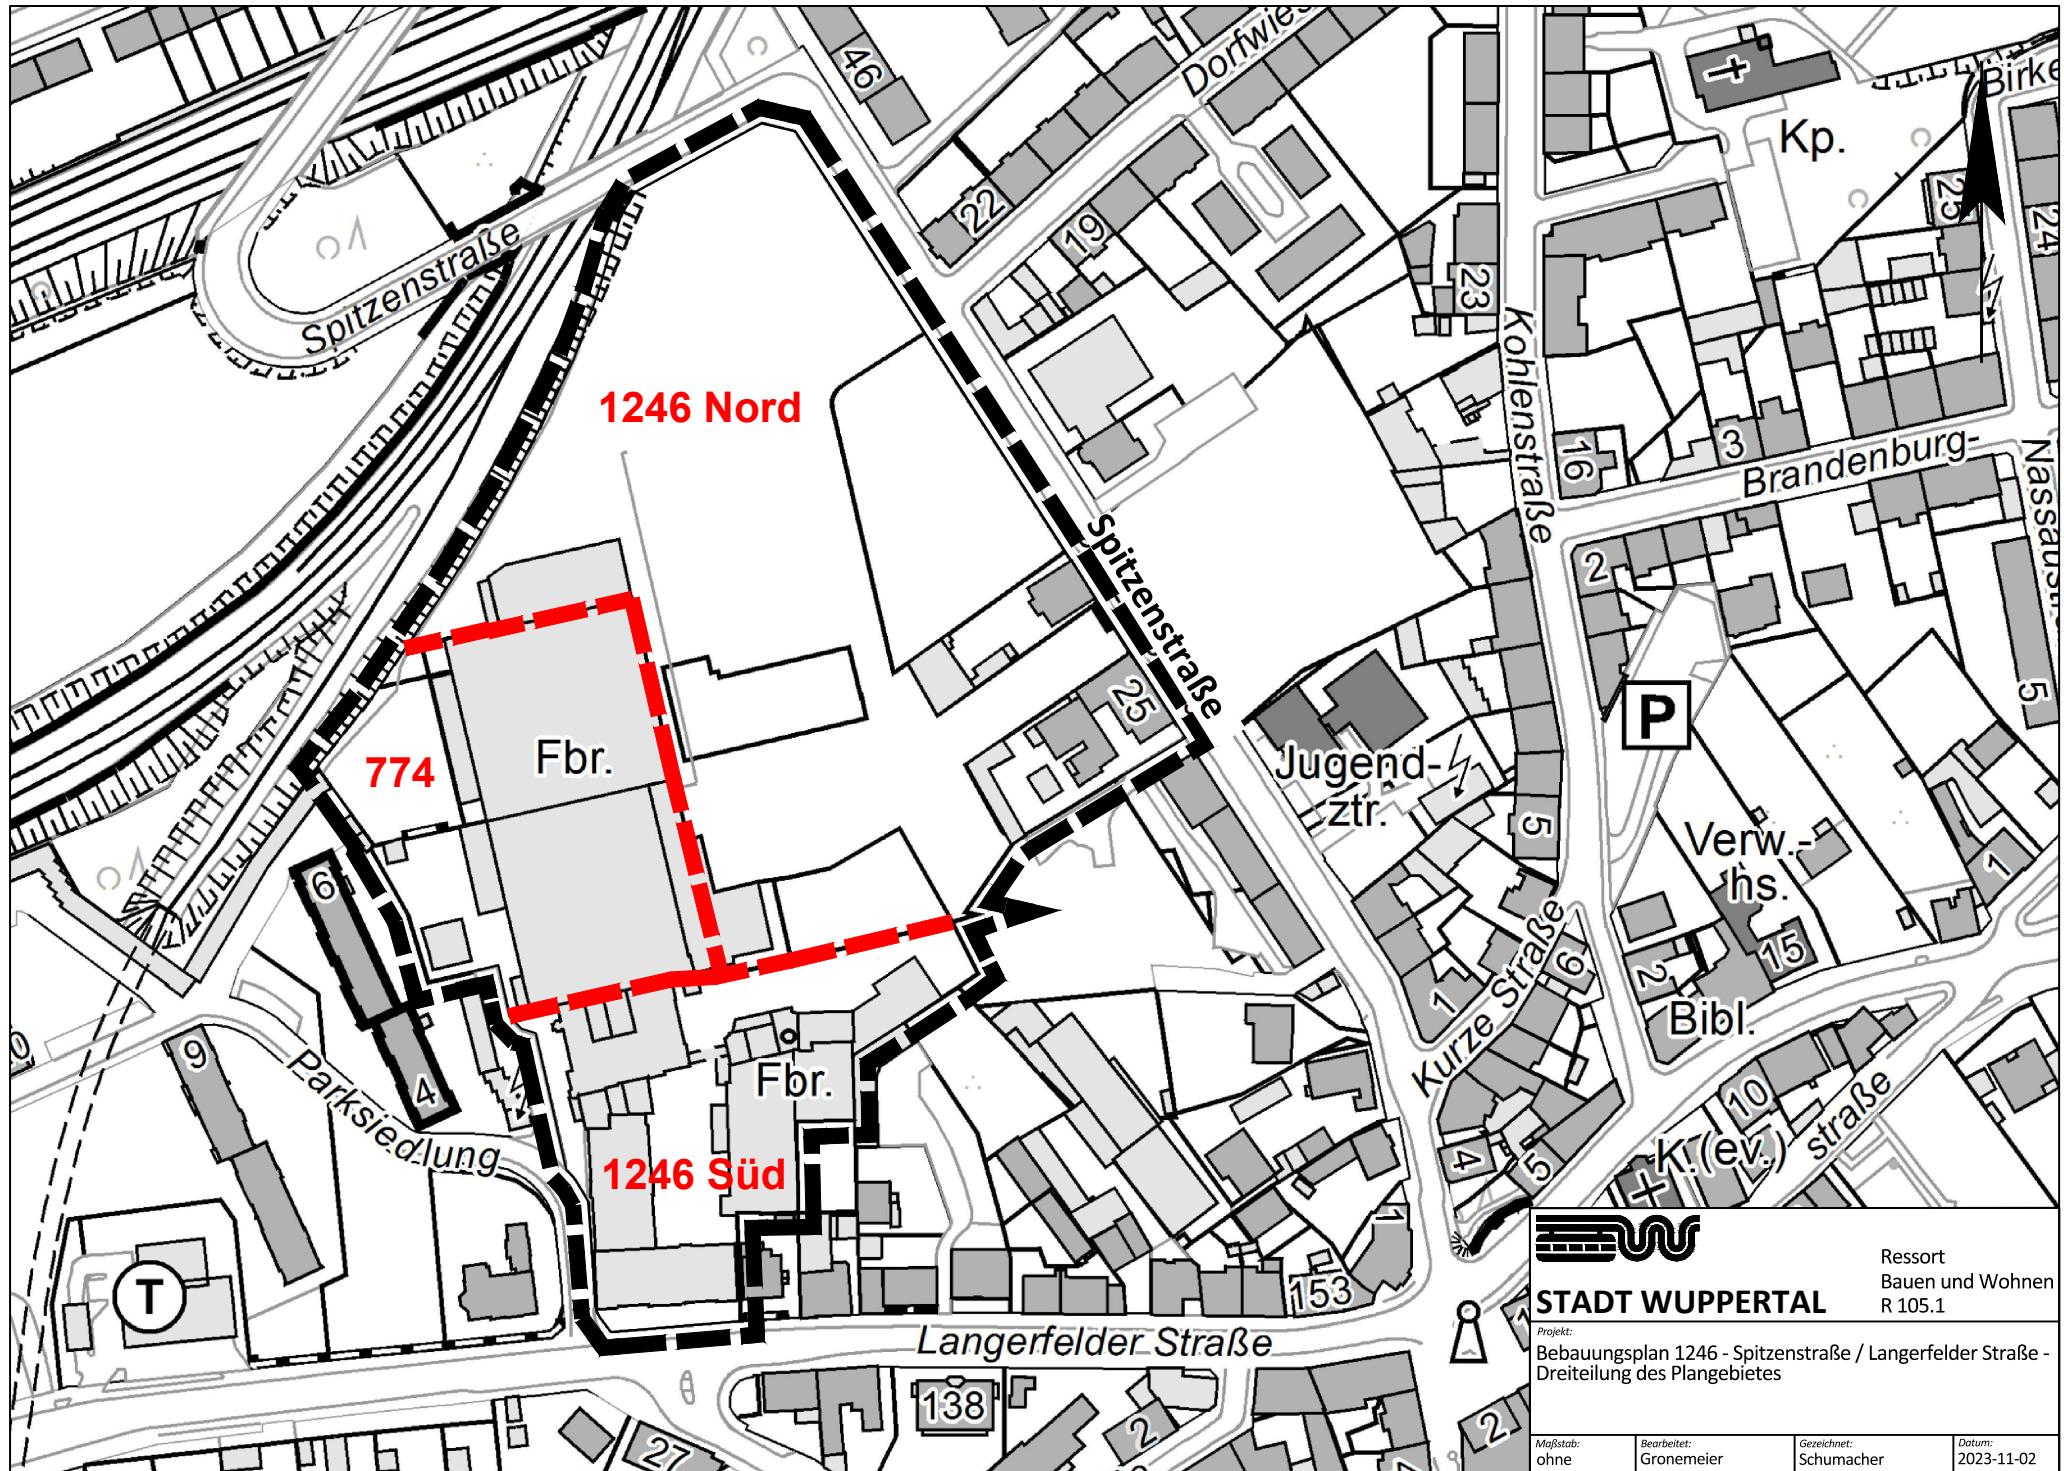 46
Dorfwies
Birke
Kp.
22
19
25
24
23
Spitzenstraße
Kohlenstraße
1246 Nord
16
3
Brandenburg-
Nassaustr
Spitzenstraße
2
5
25
P
Fbr.
774
Jugend-
ztr.
5
Verw.-
hs.
1
6
6
15
2
1
Kurze Straße
Bibl.
9
Parksiedlung
4
Fbr.
10
straße
K.(ev.)
4
5
1246 Süd
1
T
153
Langerfelder Straße
138
2
2
27
STADT WUPPERTAL
Ressort
Bauen und Wohnen
R 105.1
Projekt:
Bebauungsplan 1246 - Spitzenstraße / Langerfelder Straße -
Dreiteilung des Plangebietes
Maßstab:
ohne
Bearbeitet:
Gronemeier
Gezeichnet:
Schumacher
Datum:
2023-11-02